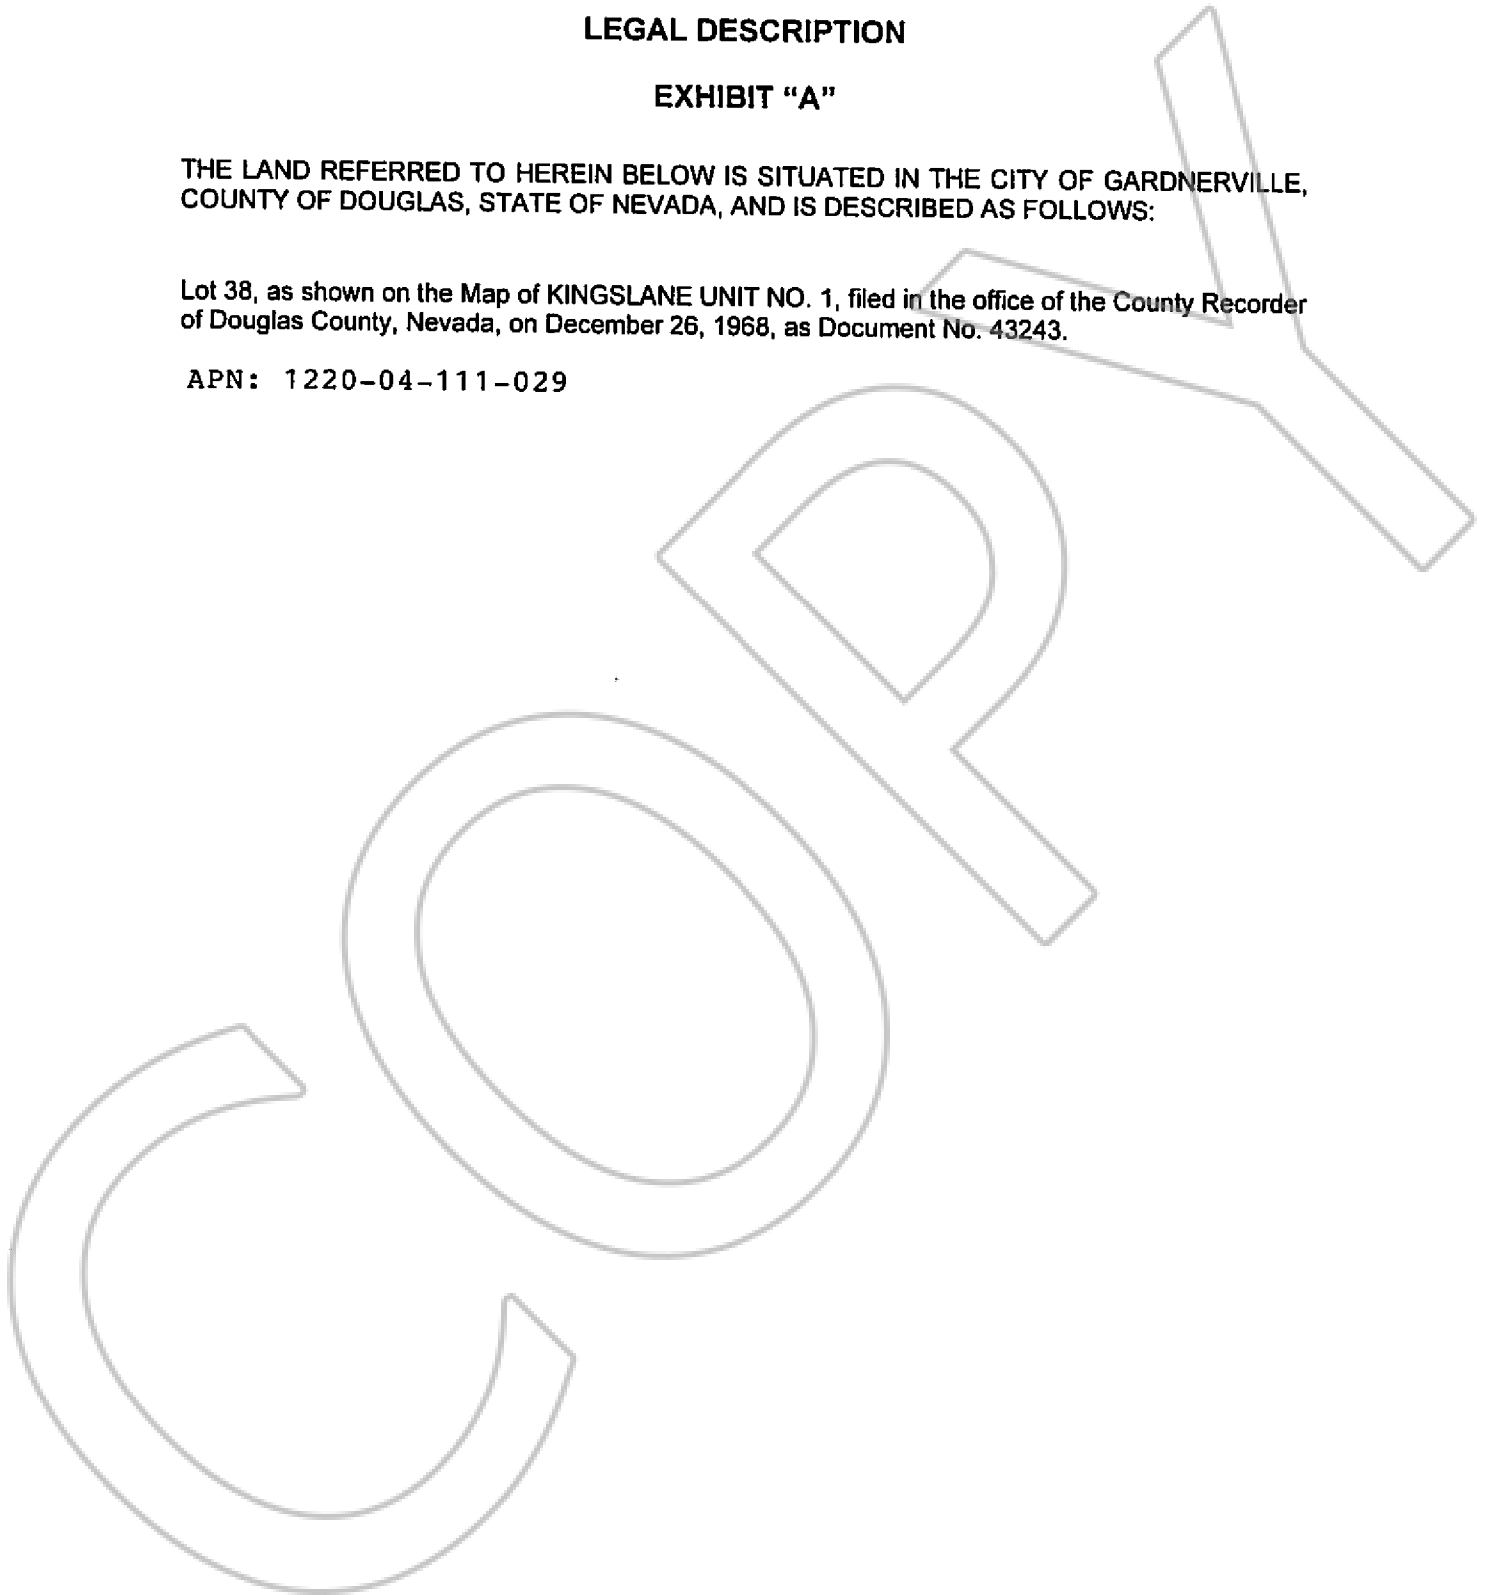 LEGAL DESCRIPTION
EXHIBIT “A”
THE LAND REFERRED TO HEREIN BELOW IS SITUATED IN THE CITY OF GARDNERVILLE,
COUNTY OF DOUGLAS, STATE OF NEVADA, AND IS DESCRIBED AS FOLLOWS:
Lot 38, as shown on the Map of KINGSLANE UNIT NO. 1, filed in the office of the County Recorder
of Douglas County, Nevada, on December 26, 1968, as Document No. 43243.
APN: 1220-04-111-029
COPY